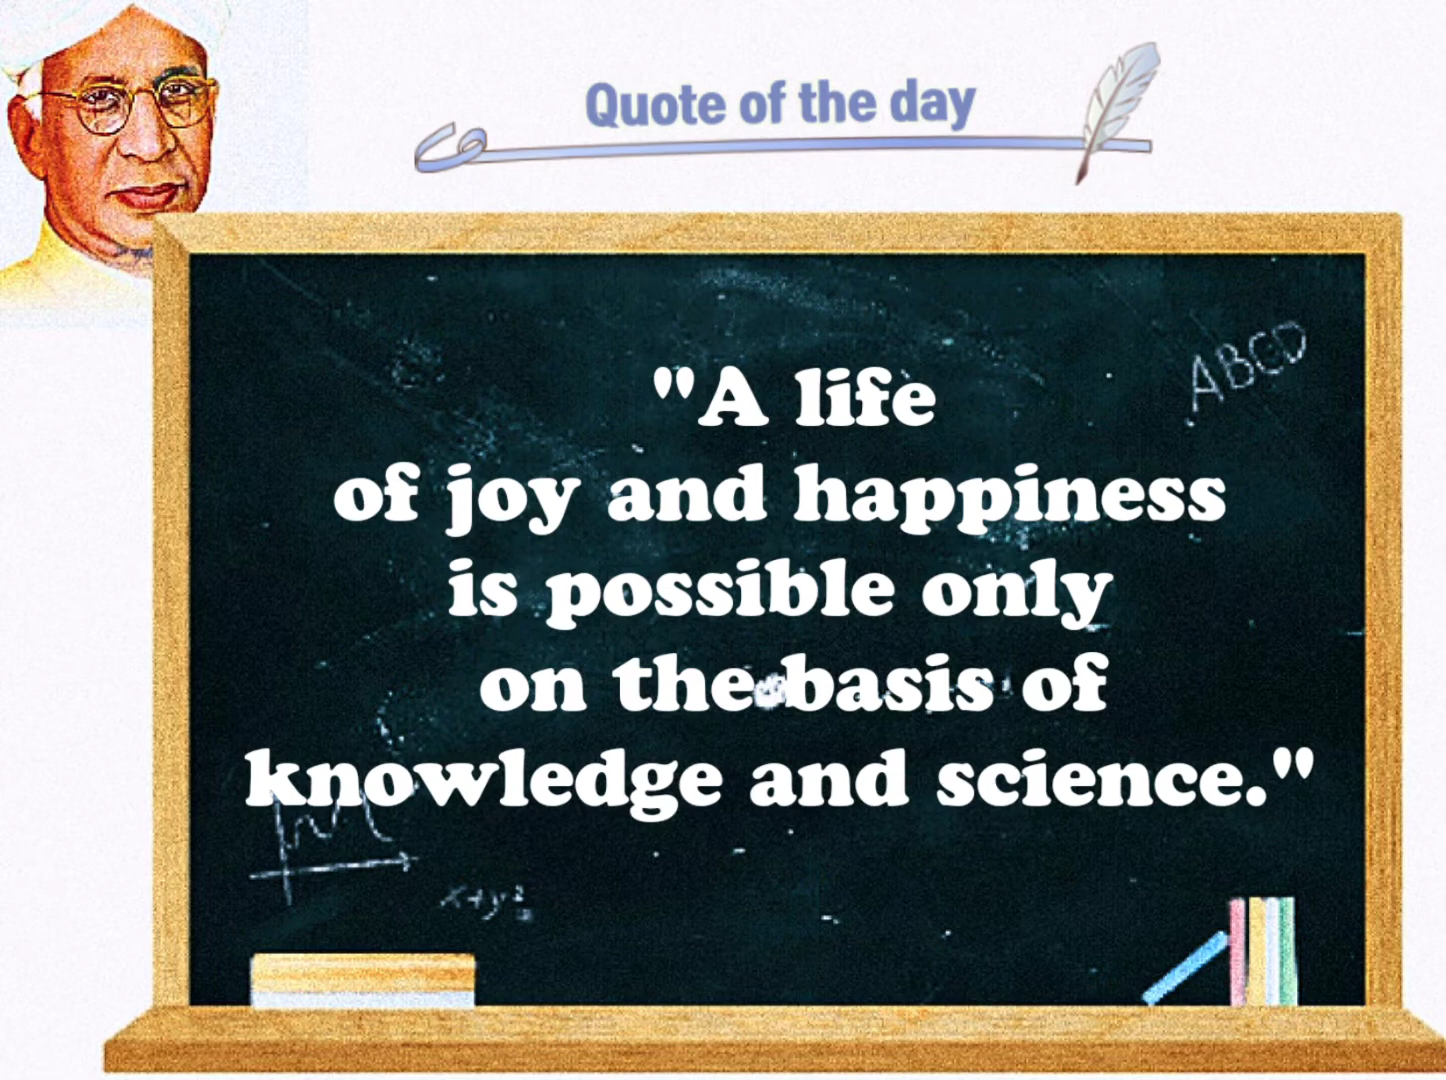 Quote of the day
ABCD
"A life
of joy and happiness
is possible only
on the basis of
knowledge and science."